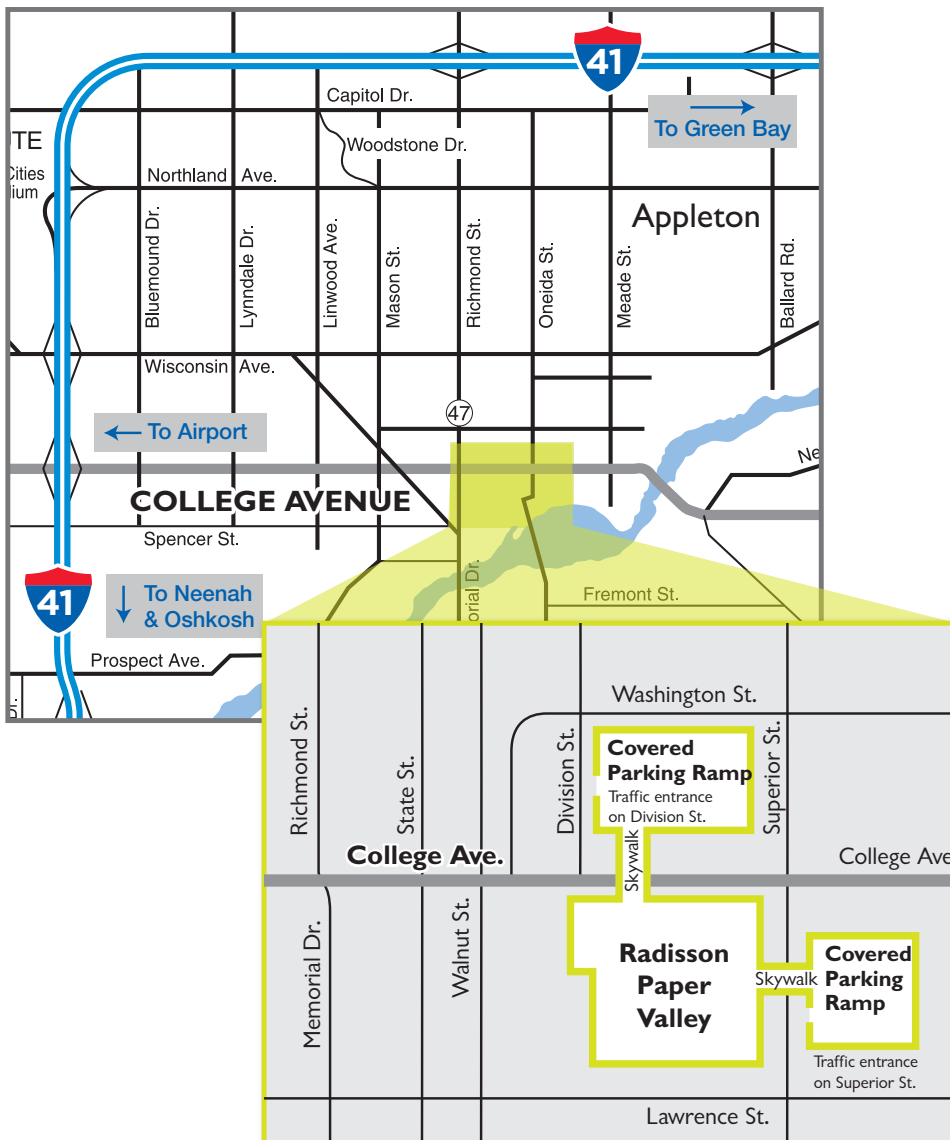 41
Capitol Dr.
To Green Bay
UTE
Woodstone Dr.
Cities
Northland Ave.
Appleton
Bluemound Dr.
Lynndale Dr.
Linwood Ave.
Mason St.
Richmond St.
Oneida St.
Meade St.
Ballard Rd.
Wisconsin Ave.
47
To Airport
COLLEGE AVENUE
Ne
Spencer St.
41
To Neenah
& Oshkosh
orial Dr.
Fremont St.
Prospect Ave.
Washington St.
Richmond St.
State St.
Division St.
Covered
Parking Ramp
Traffic entrance
on Division St.
Superior St.
College Ave.
Skywalk
College Ave
Memorial Dr.
Walnut St.
Radisson
Paper
Valley
Skywalk
Covered
Parking
Ramp
Traffic entrance
on Superior St.
Lawrence St.